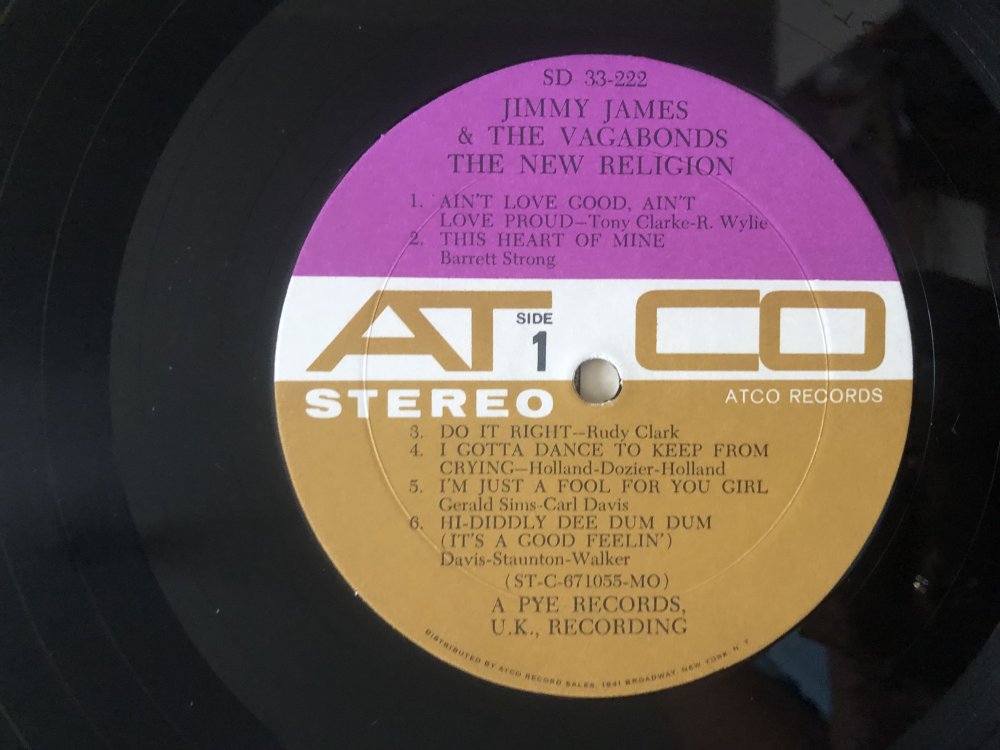 SD 33-222
JIMMY JAMES
& THE VAGABONDS
THE NEW RELIGION
1. AIN'T LOVE GOOD, AIN'T
LOVE PROUD—Tony Clarke-R. Wylie
2. THIS HEART OF MINE
Barrett Strong
ATCO
SIDE
1
STEREO
ATCO RECORDS
3. DO IT RIGHT—Rudy Clark
4. I GOTTA DANCE TO KEEP FROM
CRYING—Holland-Dozier-Holland
5. I'M JUST A FOOL FOR YOU GIRL
Gerald Sims-Carl Davis
6. HI-DIDDLY DEE DUM DUM
(IT'S A GOOD FEELIN')
Davis-Staunton-Walker
(ST-C-671055-MO)
A PYE RECORDS,
U.K., RECORDING
DISTRIBUTED BY ATCO RECORD SALES, 1841 BROADWAY, NEW YORK, N. Y.